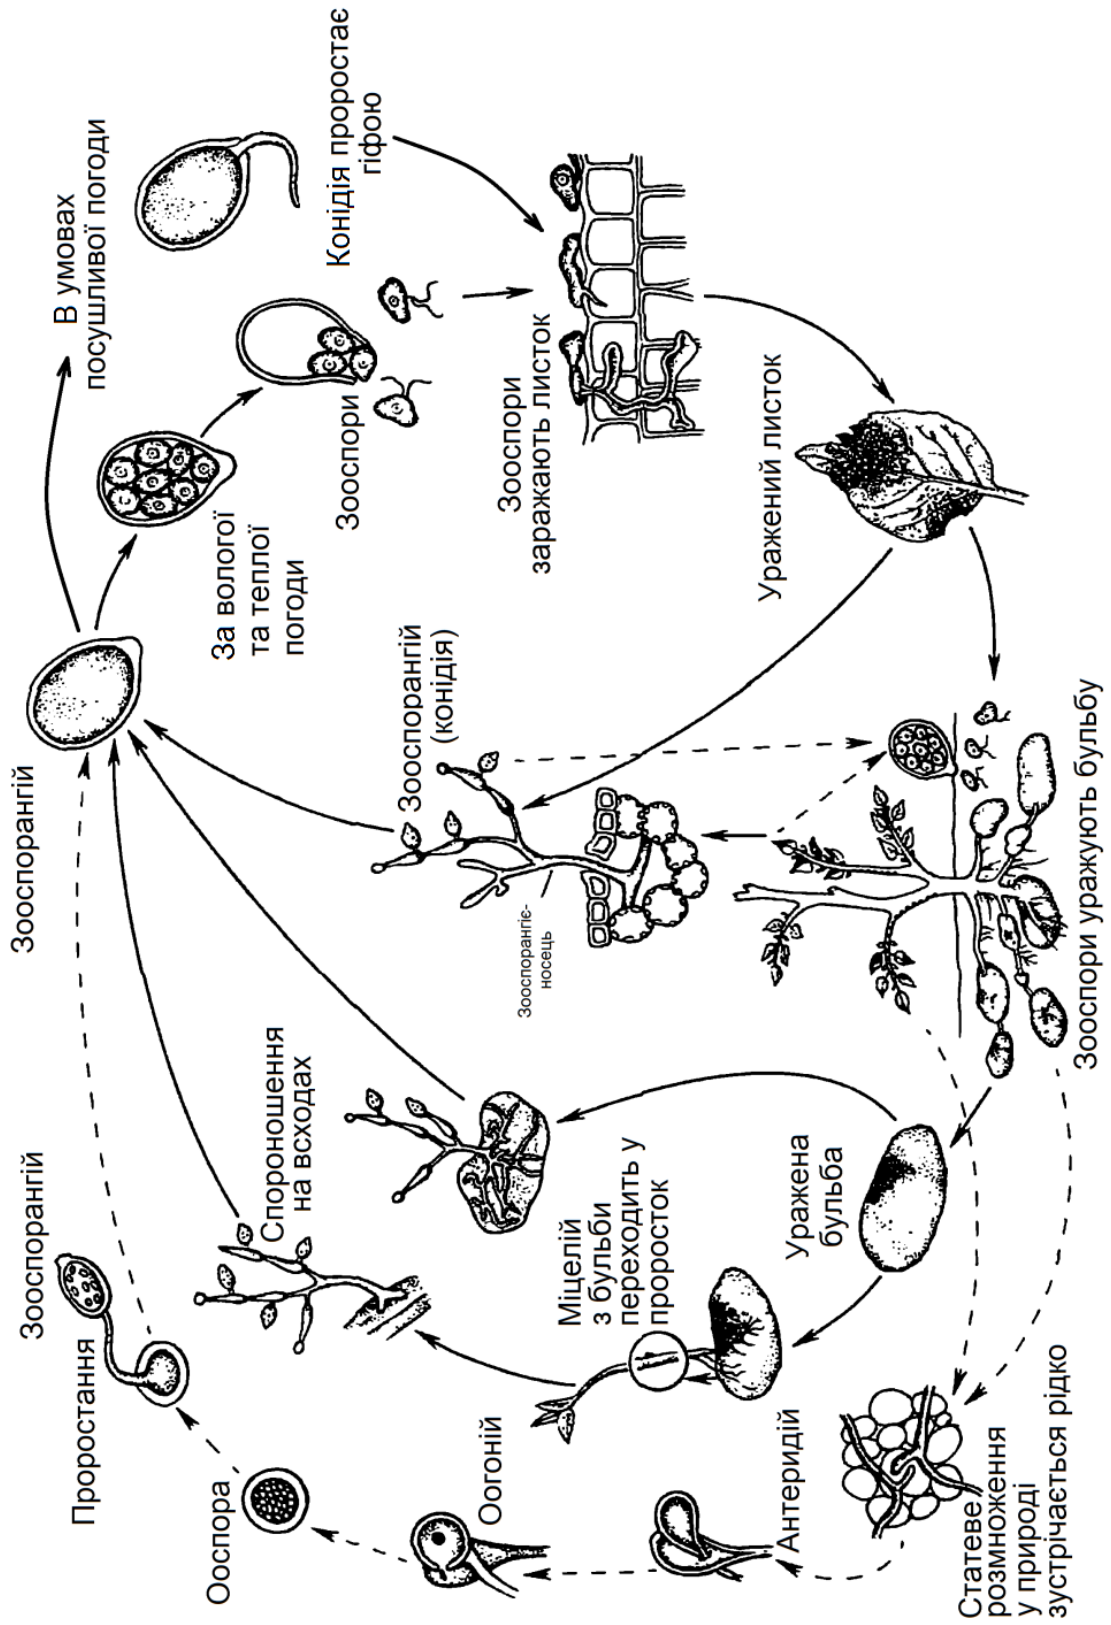 Зооспорангій
Проростання
Ооспора
Зооспорангій
В умовах
посушливої погоди
За вологої
та теплої
погоди
Конідія проростає
гіфою
Зооспори
Спороношення
на всходах
Зооспорангій
(конідія)
Зооспорангіє-
носець
Зооспори
заражають листок
Оогоній
Міцелій
з бульби
переходить у
проросток
Уражений листок
Антеридій
Уражена
бульба
Статеве
розмноження
у природі
зустрічається рідко
Зооспори уражують бульбу